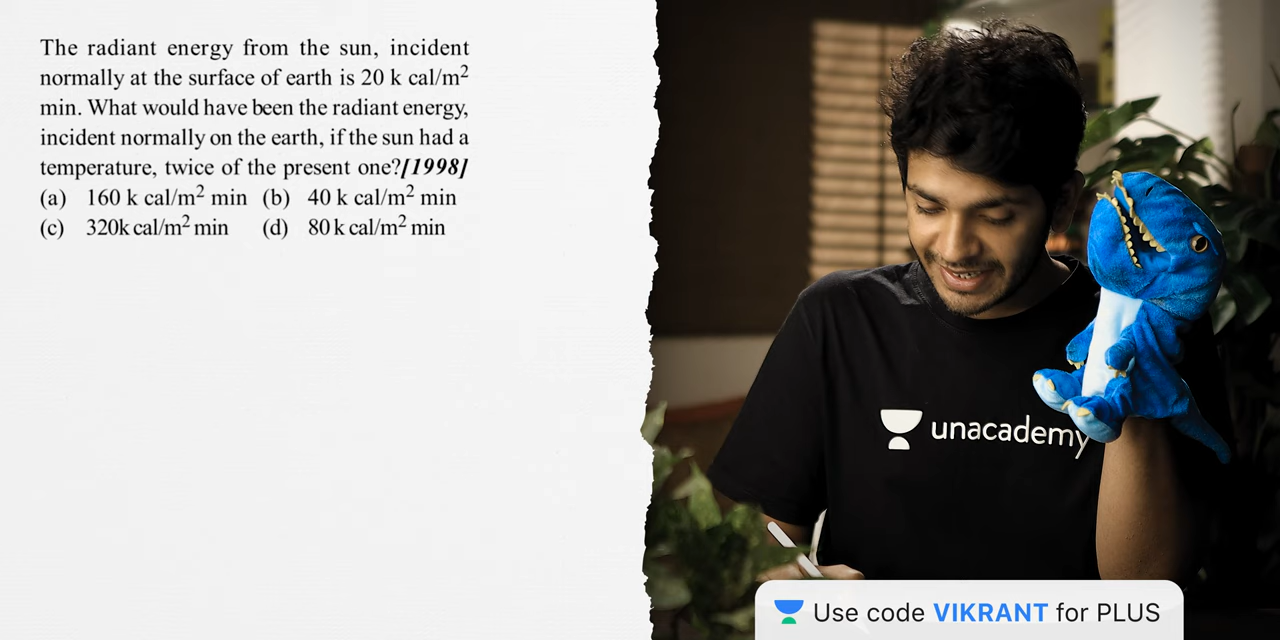 The radiant energy from the sun, incident
normally at the surface of earth is 20 k cal/m²
min. What would have been the radiant energy,
incident normally on the earth, if the sun had a
temperature, twice of the present one?[1998]
(a) 160 k cal/m² min (b) 40 k cal/m² min
(c) 320k cal/m² min (d) 80 k cal/m² min
unacademy
Use code VIKRANT for PLUS